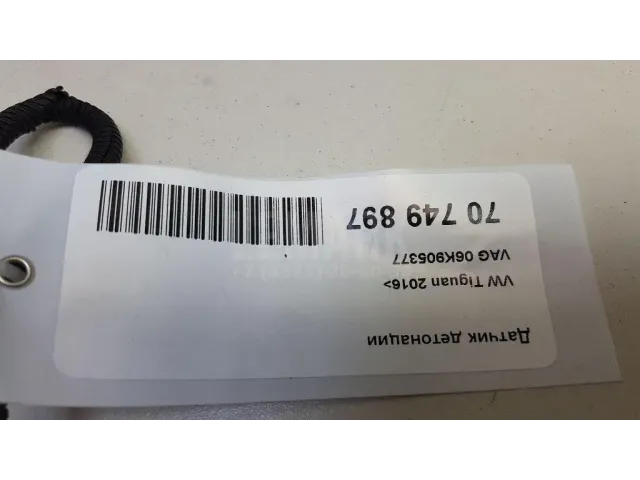 Датчик детонации
VW Tiguan 2016>
VAG 06K905377
70 749 897